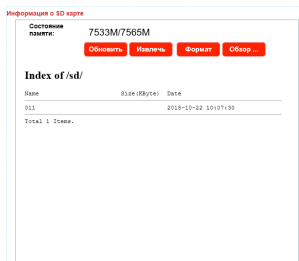 Информация о SD карте
Состояние памяти: 7533M/7565M
Обновить Извлечь Формат Обзор ...
Index of /sd/
Name Size(KByte) Date
011 2015-10-22 10:07:30
Total 1 Items.